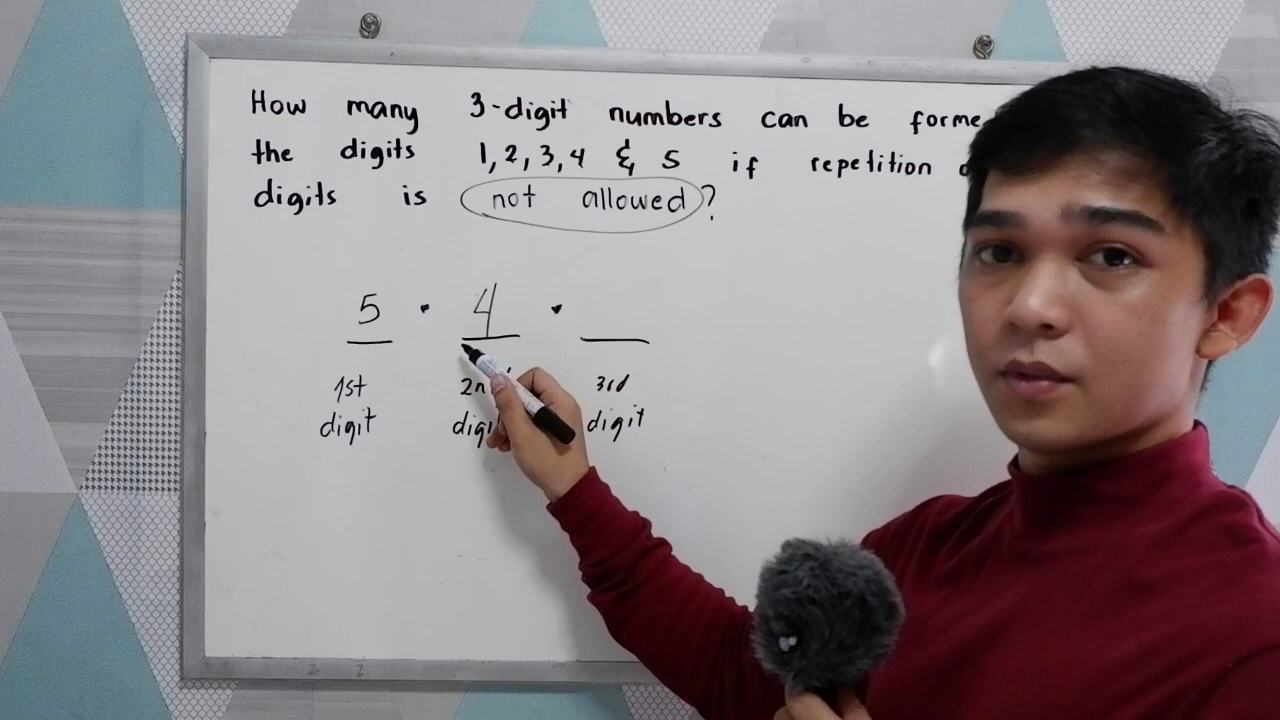 How many 3-digit numbers can be
the digits 1, 2, 3, 4 & 5 if repetition
digits is not allowed?
5 · 4 ·
1st 3rd
digit digit